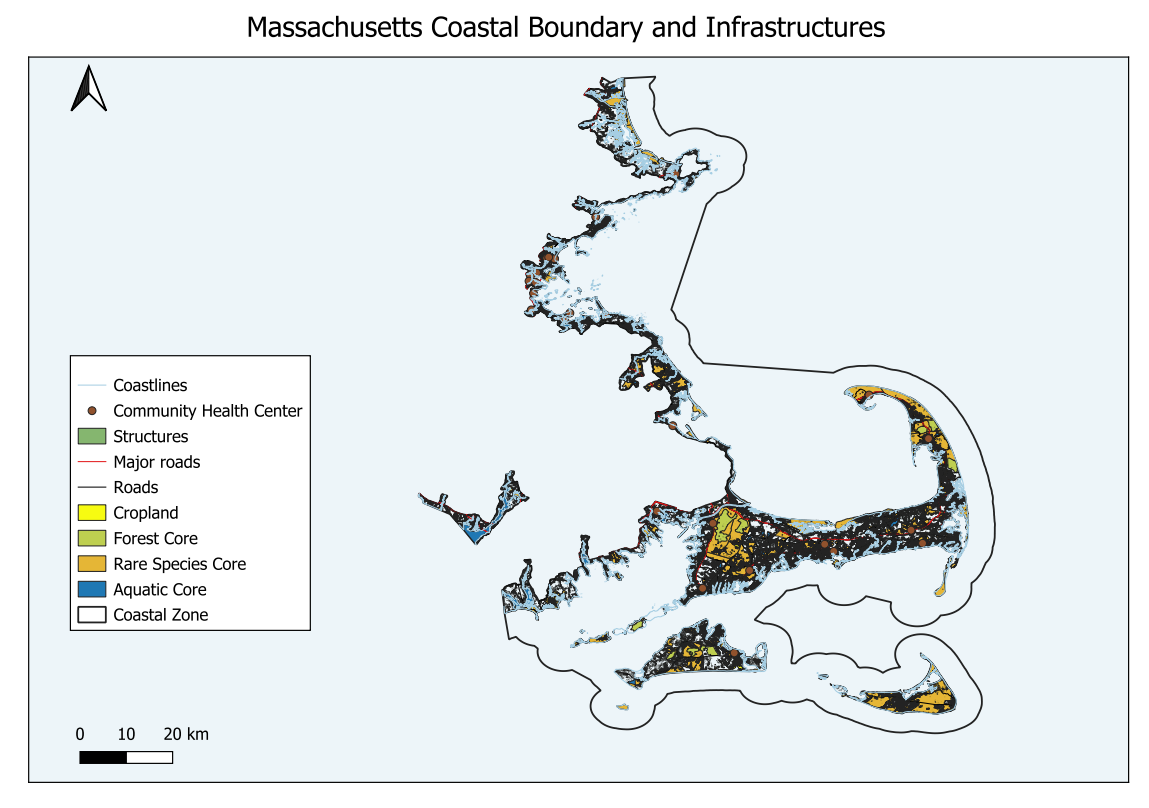 Massachusetts Coastal Boundary and Infrastructures
Coastlines
Community Health Center
Structures
Major roads
Roads
Cropland
Forest Core
Rare Species Core
Aquatic Core
Coastal Zone
0 10 20 km